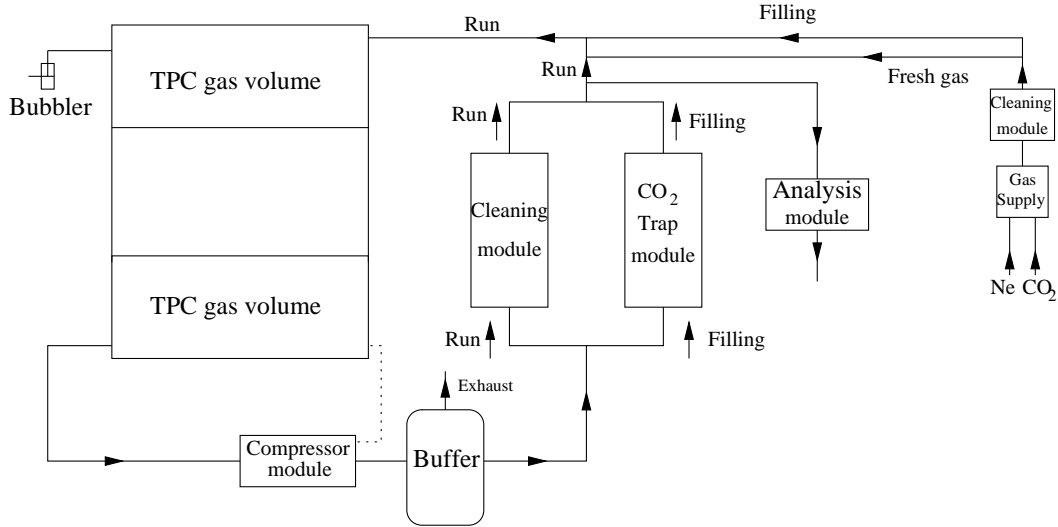 Filling
Run
TPC gas volume
Bubbler
Run
Fresh gas
Cleaning
module
Run
Filling
Cleaning
module
CO2
Trap
module
Analysis
module
Gas
Supply
Ne CO2
TPC gas volume
Run
Filling
Exhaust
Compressor
module
Buffer